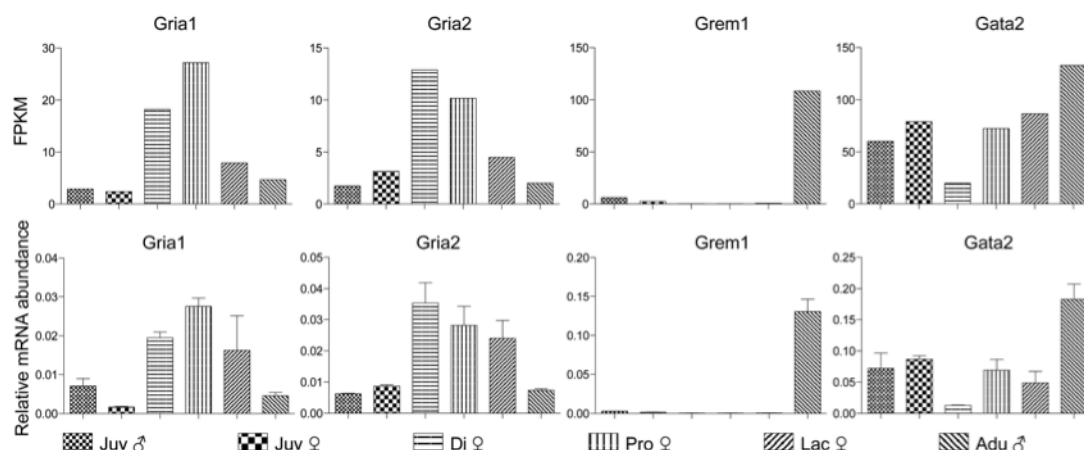 Gria1 Gria2 Grem1 Gata2
FPKM
30 20 10 0
15 10 5 0
150 100 50 0
150 100 50 0
Gria1 Gria2 Grem1 Gata2
Relative mRNA abundance
0.04 0.03 0.02 0.01 0.00
0.05 0.04 0.03 0.02 0.01 0.00
0.20 0.15 0.10 0.05 0.00
0.25 0.20 0.15 0.10 0.05 0.00
Juv ♂ Juv ♀ Di ♀ Pro ♀ Lac ♀ Adu ♂